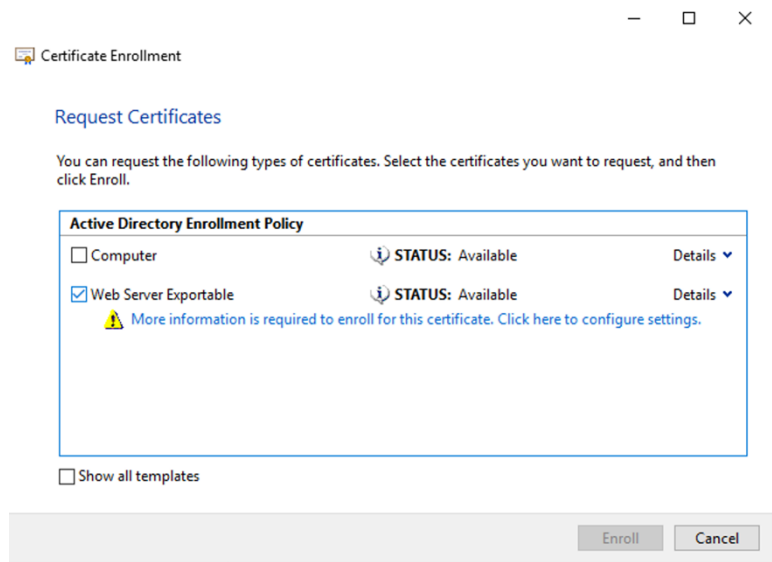 Certificate Enrollment
Request Certificates
You can request the following types of certificates. Select the certificates you want to request, and then
click Enroll.
Active Directory Enrollment Policy
Computer STATUS: Available Details
Web Server Exportable STATUS: Available Details
More information is required to enroll for this certificate. Click here to configure settings.
Show all templates
Enroll Cancel